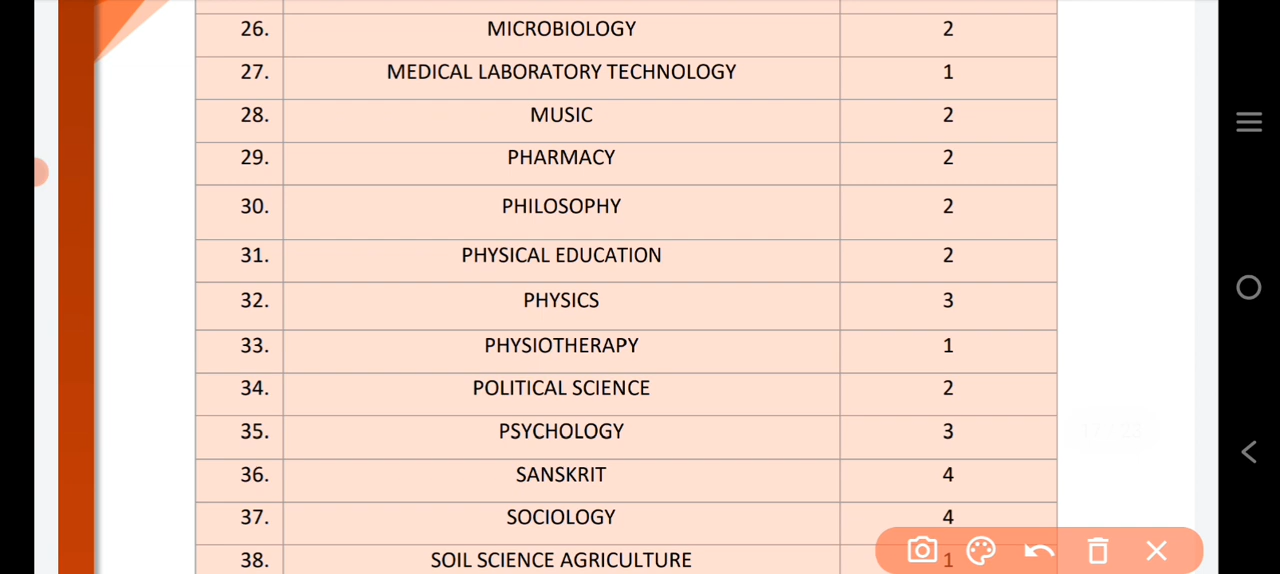 26. MICROBIOLOGY 2
27. MEDICAL LABORATORY TECHNOLOGY 1
28. MUSIC 2
29. PHARMACY 2
30. PHILOSOPHY 2
31. PHYSICAL EDUCATION 2
32. PHYSICS 3
33. PHYSIOTHERAPY 1
34. POLITICAL SCIENCE 2
35. PSYCHOLOGY 3
36. SANSKRIT 4
37. SOCIOLOGY 4
38. SOIL SCIENCE AGRICULTURE 1